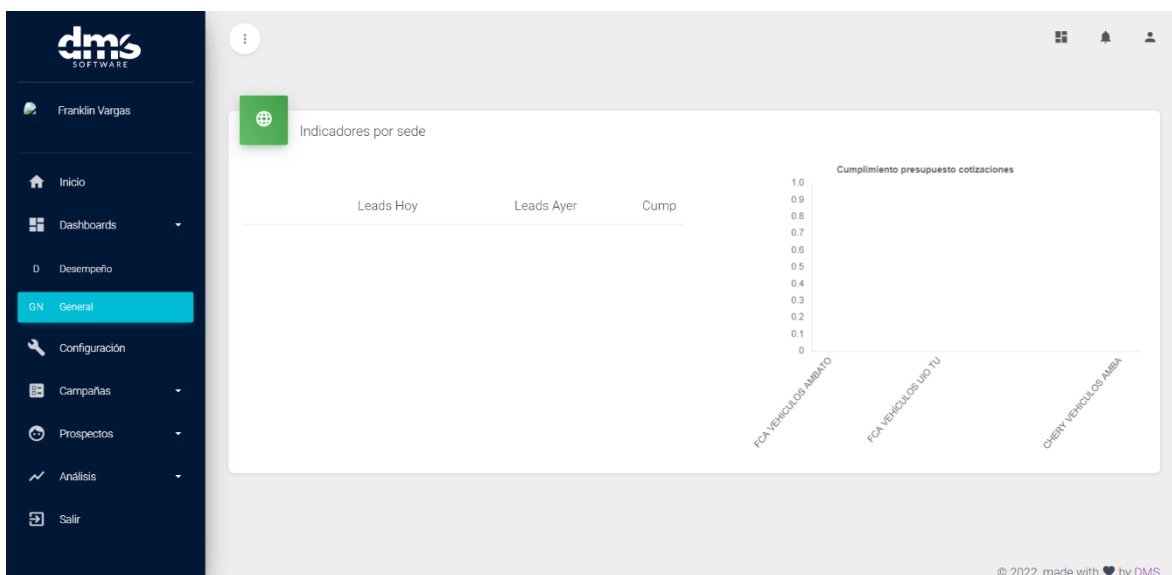 dms
SOFTWARE
Franklin Vargas
Inicio
Dashboards
D Desempeño
GN General
Configuración
Campañas
Prospectos
Análisis
Salir
Indicadores por sede
Leads Hoy Leads Ayer Cump
Cumplimiento presupuesto cotizaciones
1.0
0.9
0.8
0.7
0.6
0.5
0.4
0.3
0.2
0.1
0
FCA VEHICULOS AMBATO
FCA VEHÍCULOS UIO TU
CHERY VEHICULOS AMBA
© 2022, made with by DMS